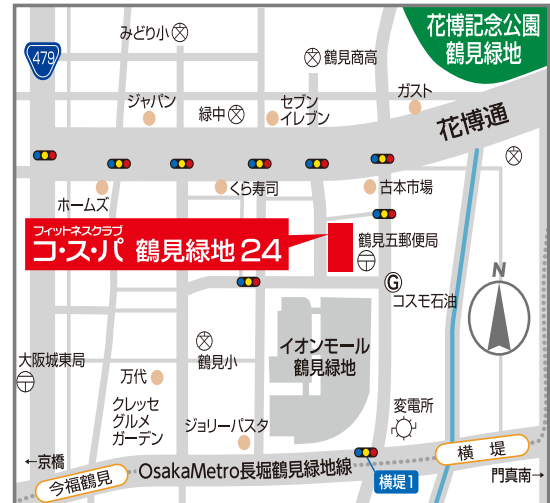 みどり小
花博記念公園
鶴見緑地
479
鶴見商高
ジャパン
緑中
セブン
イレブン
ガスト
花博通
ホームズ
くら寿司
古本市場
フィットネスクラブ
コ・ス・パ 鶴見緑地 24
鶴見五郵便局
G
コスモ石油
N
イオンモール
鶴見緑地
大阪城東局
鶴見小
万代
クレッセ
グルメ
ガーデン
ジョリーパスタ
変電所
←京橋
今福鶴見
OsakaMetro長堀鶴見緑地線
横堤1
横堤
門真南→